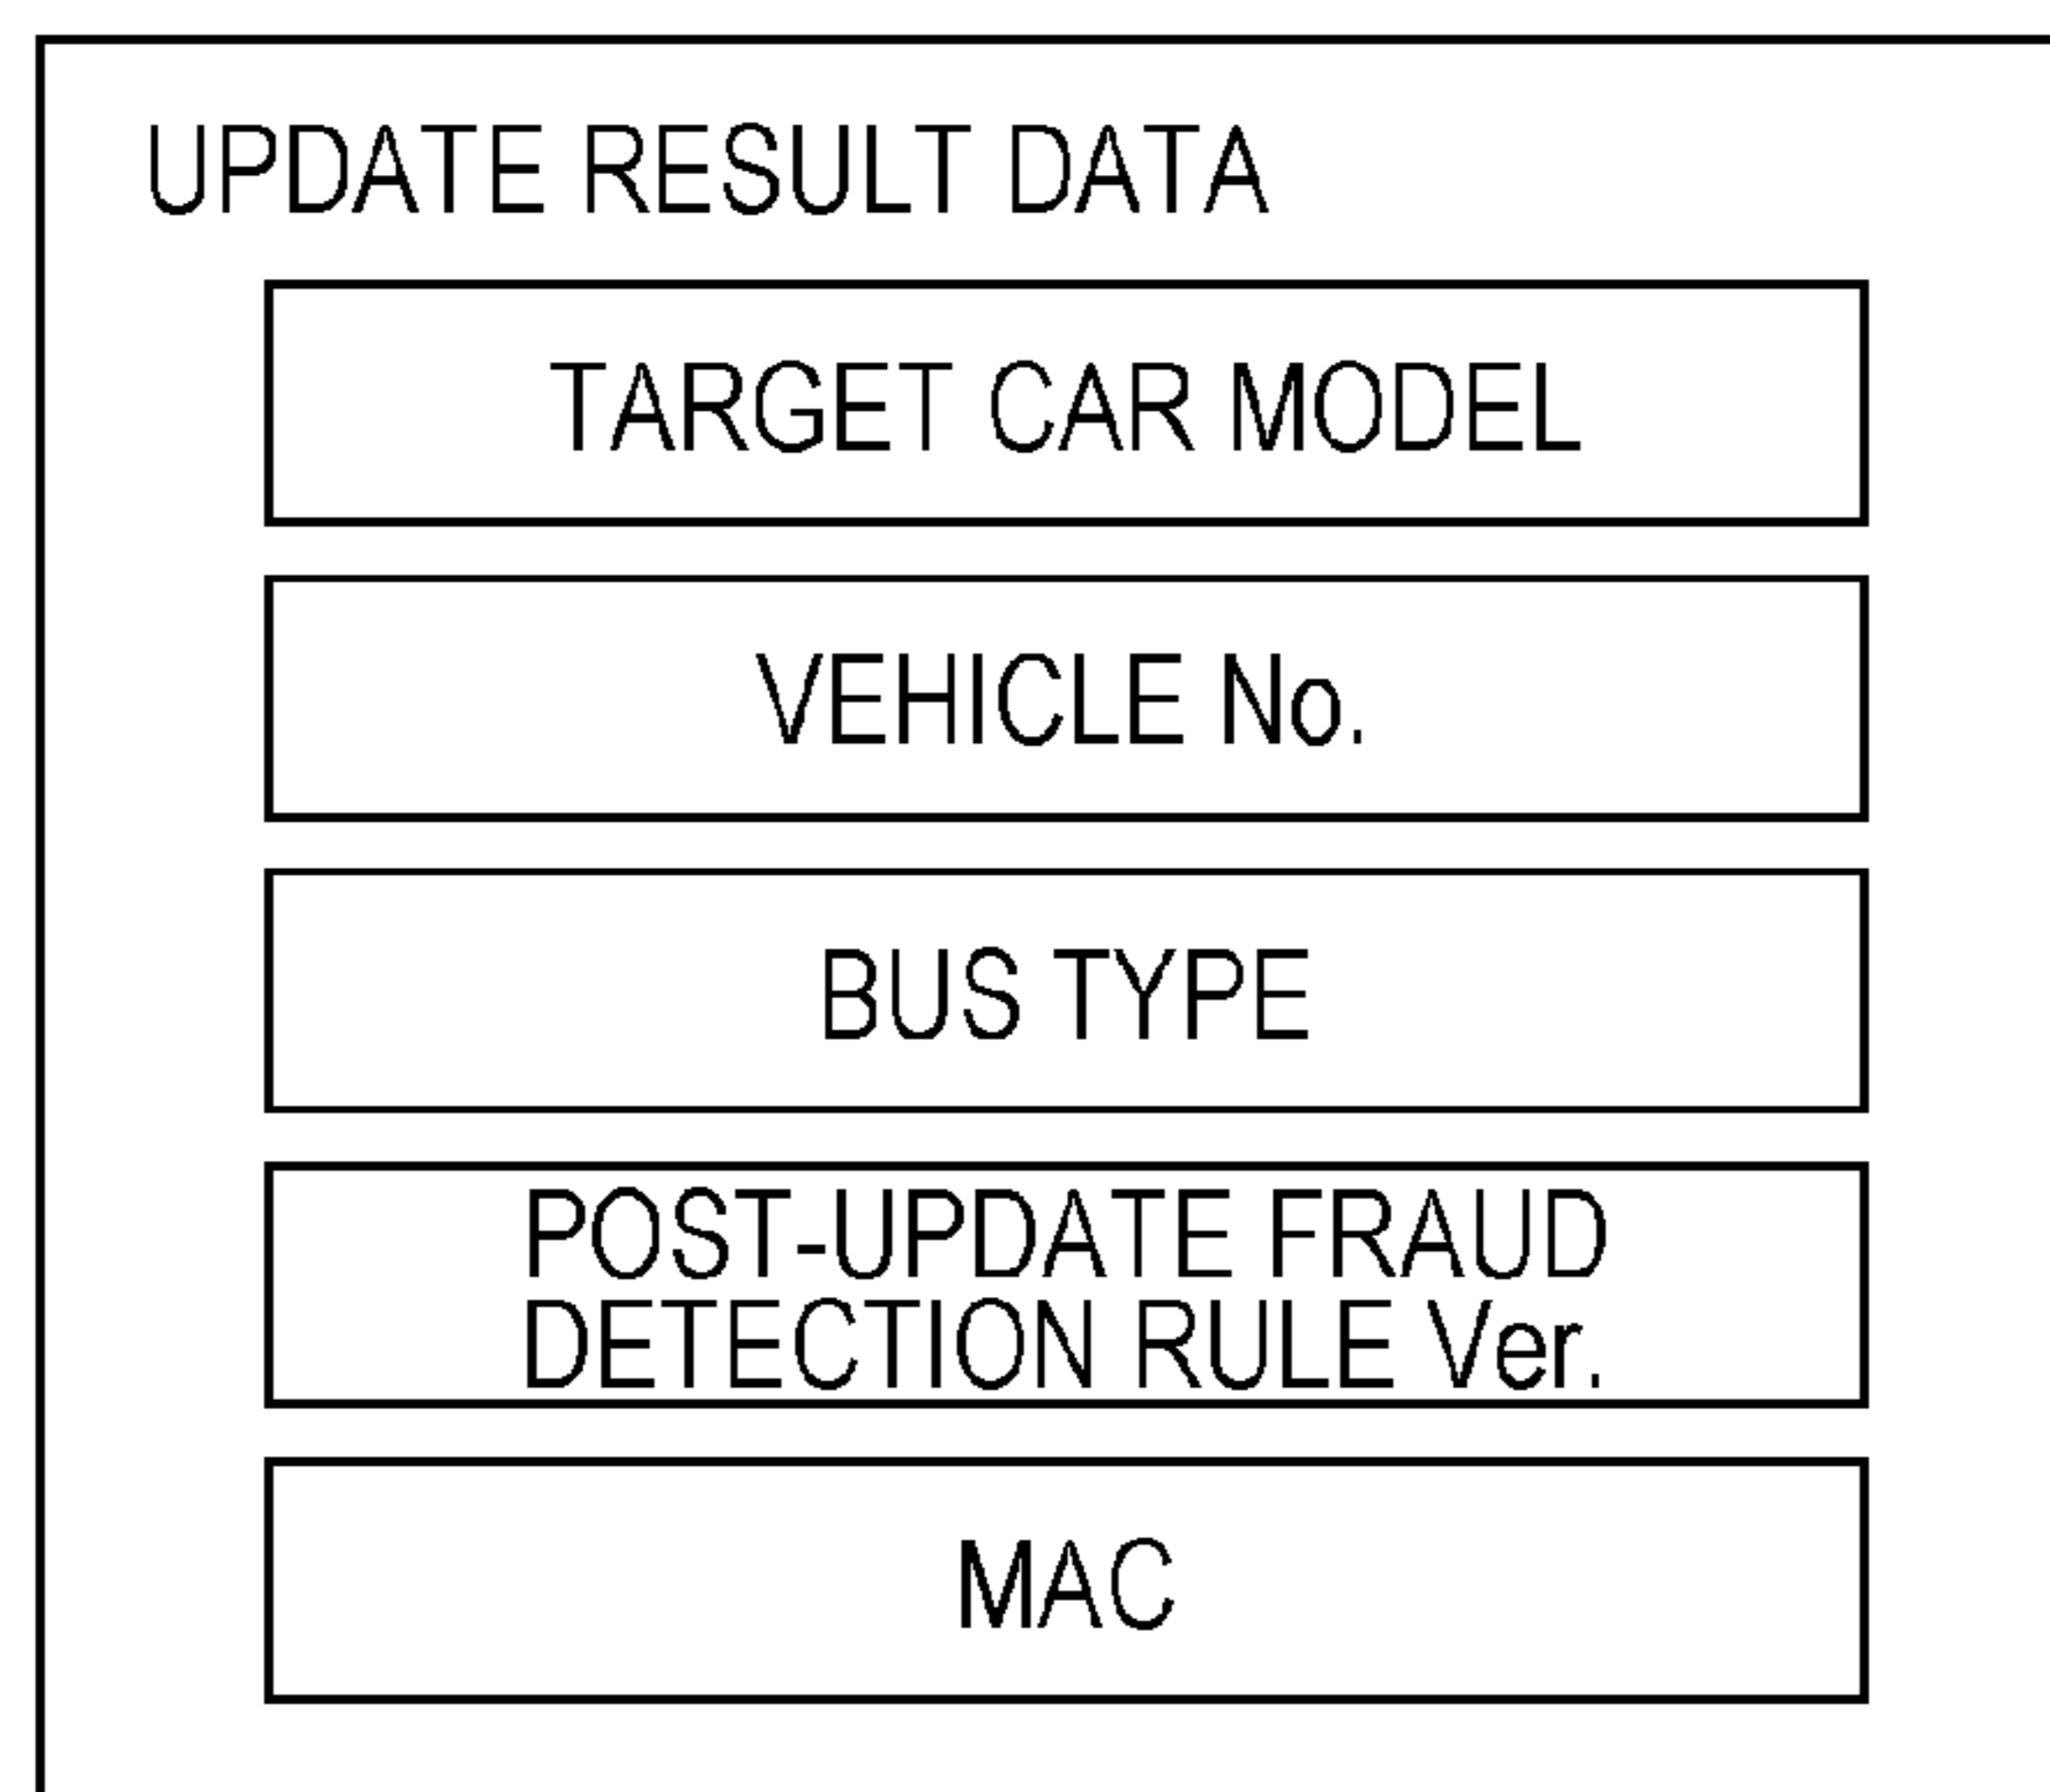 UPDATE RESULT DATA
TARGET CAR MODEL
VEHICLE No.
BUS TYPE
POST-UPDATE FRAUD
DETECTION RULE Ver.
MAC